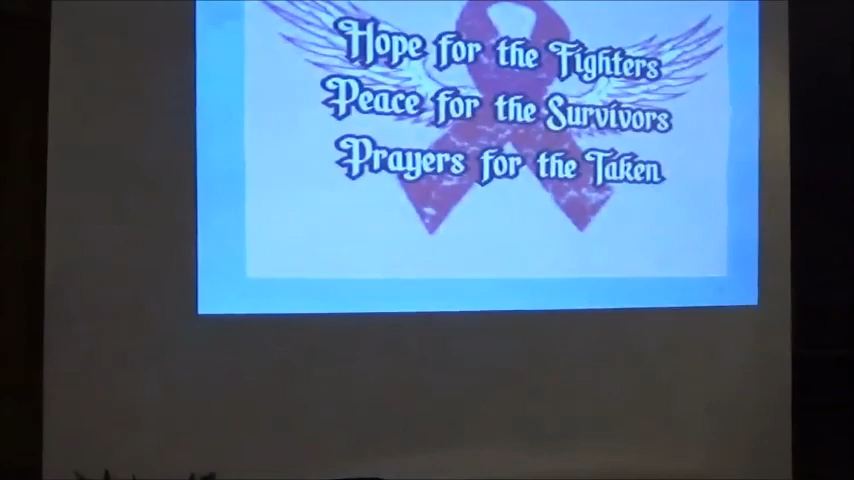 Hope for the Fighters
Peace for the Survivors
Prayers for the Taken